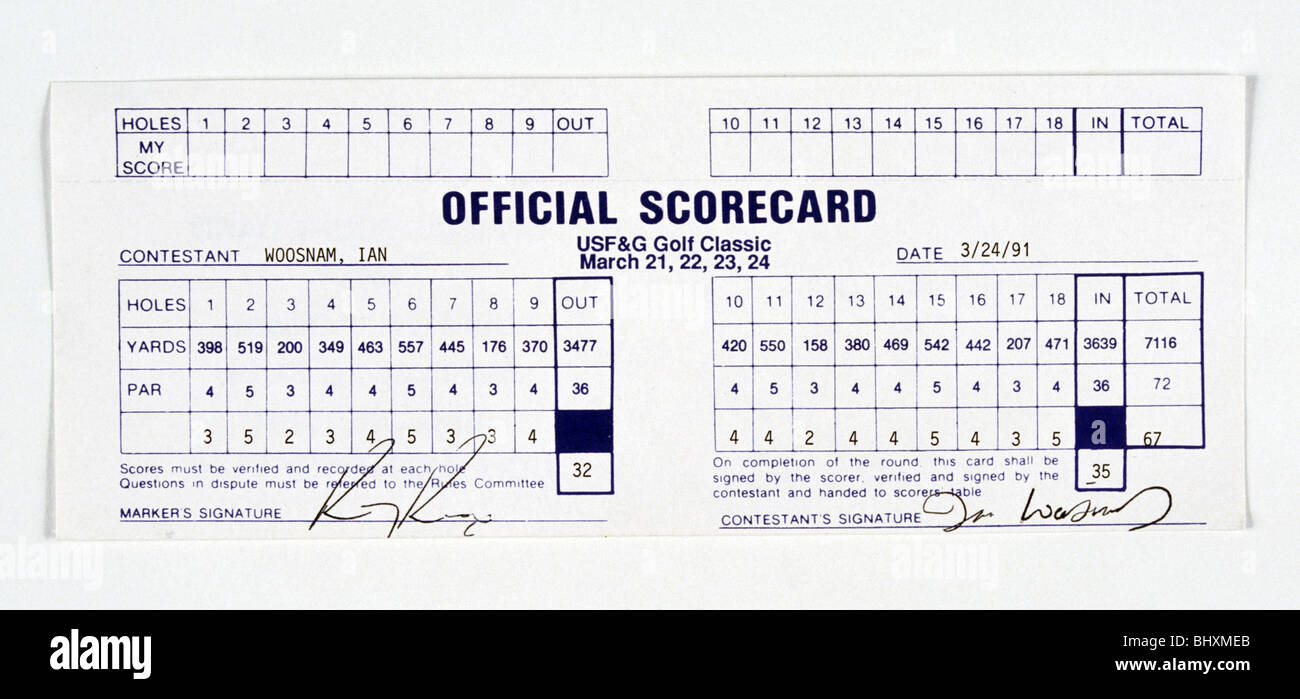 HOLES 1 2 3 4 5 6 7 8 9 OUT 10 11 12 13 14 15 16 17 18 IN TOTAL
MY
SCORE
OFFICIAL SCORECARD
USF&G Golf Classic
March 21, 22, 23, 24
CONTESTANT WOOSNAM, IAN DATE 3/24/91
HOLES 1 2 3 4 5 6 7 8 9 OUT 10 11 12 13 14 15 16 17 18 IN TOTAL
YARDS 398 519 200 349 463 557 445 176 370 3477 420 550 158 380 469 542 442 207 471 3639 7116
PAR 4 5 3 4 4 5 4 3 4 36 4 5 3 4 4 5 4 3 4 36 72
3 5 2 3 4 5 3 3 4 4 4 2 4 4 5 4 3 5 67
32 35
Scores must be verified and recorded at each hole
Questions in dispute must be referred to the Rules Committee
MARKER'S SIGNATURE
On completion of the round, this card shall be
signed by the scorer, verified and signed by the
contestant and handed to scorers' table
CONTESTANT'S SIGNATURE Ian Woosnam
alamy
Image ID: BHXMEB
www.alamy.com